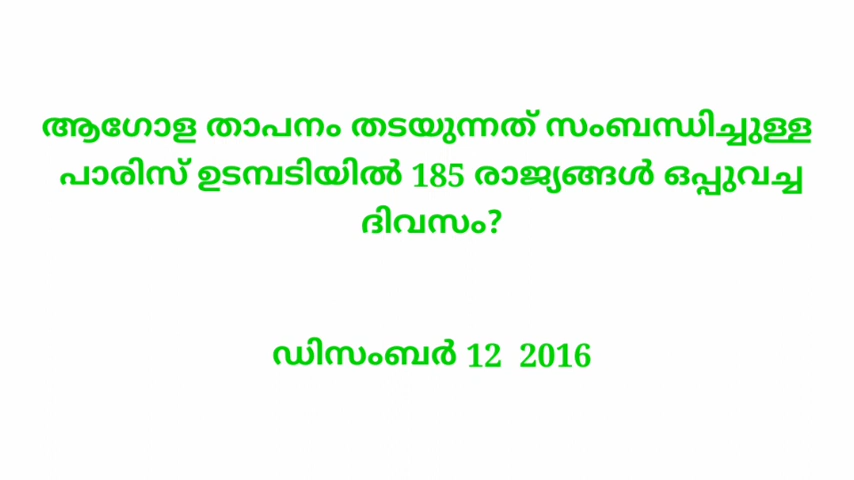 ആഗോള താപനം തടയുന്നത് സംബന്ധിച്ചുള്ള
പാരിസ് ഉടമ്പടിയിൽ 185 രാജ്യങ്ങൾ ഒപ്പുവച്ച
ദിവസം?
ഡിസംബർ 12 2016